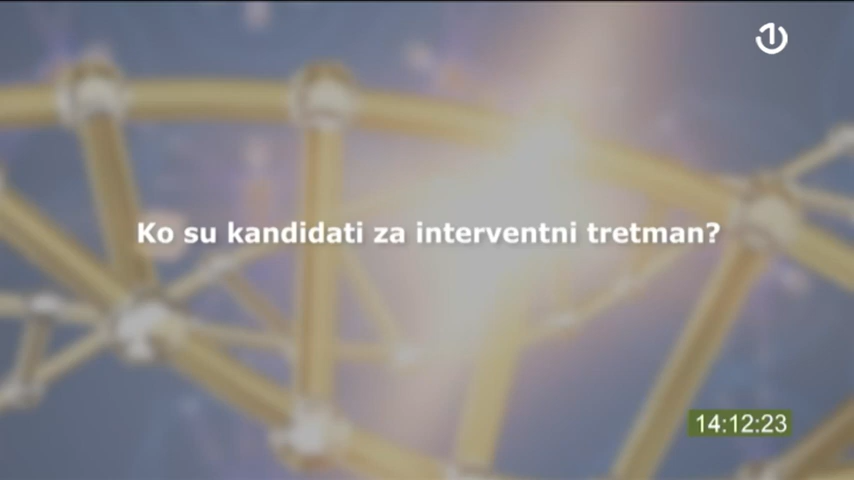 Ko su kandidati za interventni tretman?
14:12:23